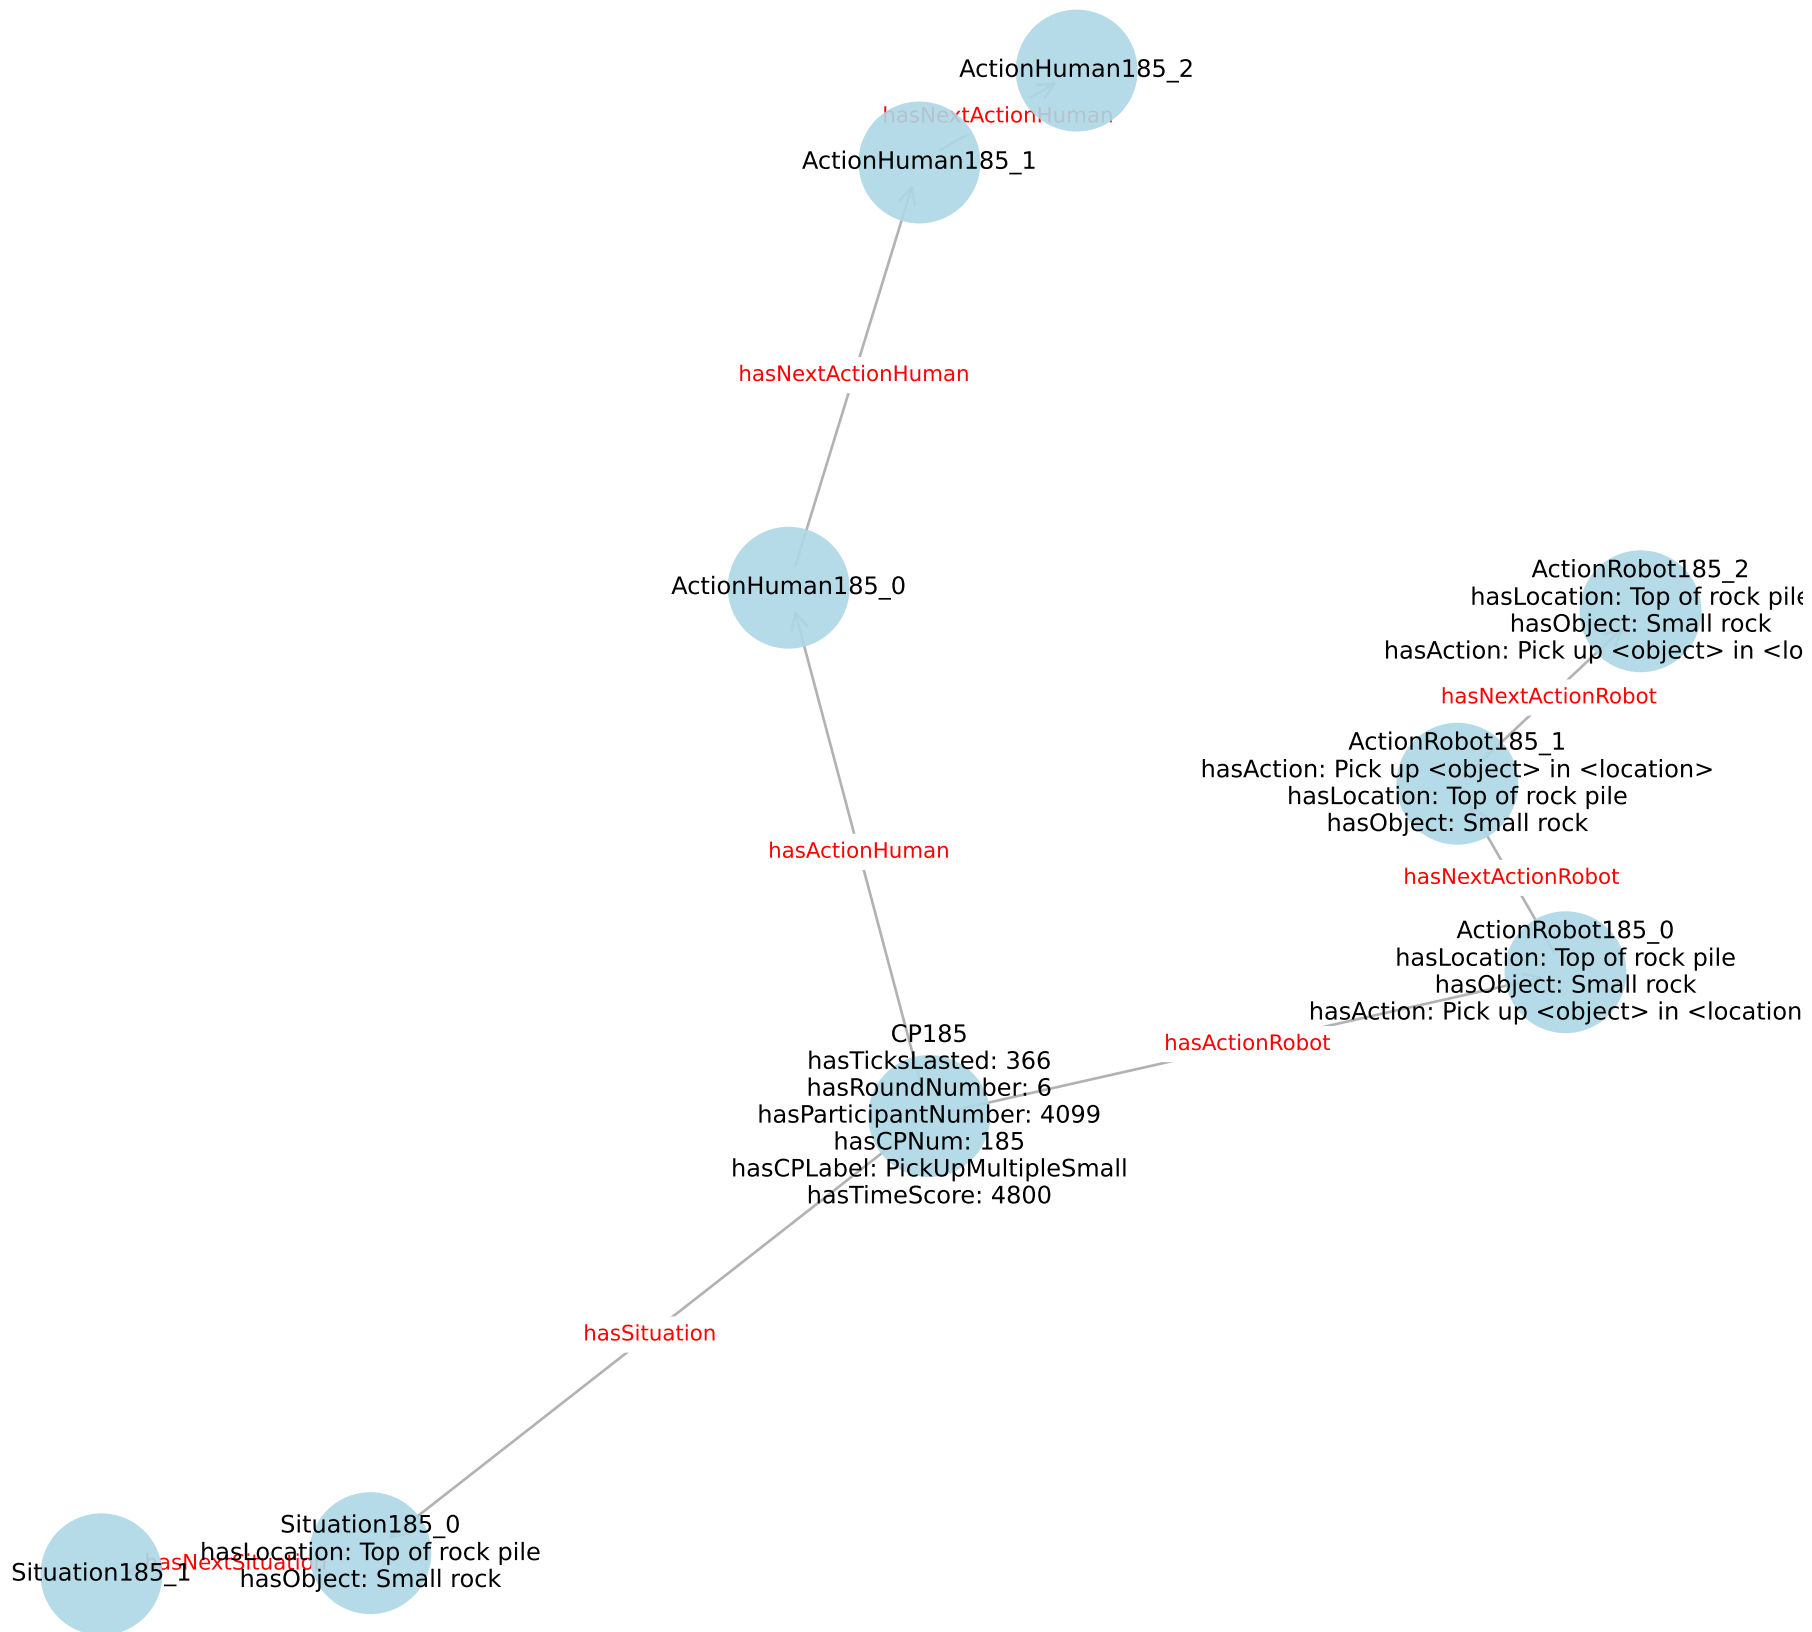 ActionHuman185_2
hasNextActionHuman
ActionHuman185_1
hasNextActionHuman
ActionHuman185_0
ActionRobot185_2
hasLocation: Top of rock pile
hasObject: Small rock
hasAction: Pick up <object> in <lo
hasNextActionRobot
ActionRobot185_1
hasAction: Pick up <object> in <location>
hasLocation: Top of rock pile
hasObject: Small rock
hasActionHuman
hasNextActionRobot
ActionRobot185_0
hasLocation: Top of rock pile
hasObject: Small rock
hasAction: Pick up <object> in <location
hasActionRobot
CP185
hasTicksLasted: 366
hasRoundNumber: 6
hasParticipantNumber: 4099
hasCPNum: 185
hasCPLabel: PickUpMultipleSmall
hasTimeScore: 4800
hasSituation
Situation185_0
hasLocation: Top of rock pile
hasObject: Small rock
hasNextSituation
Situation185_1